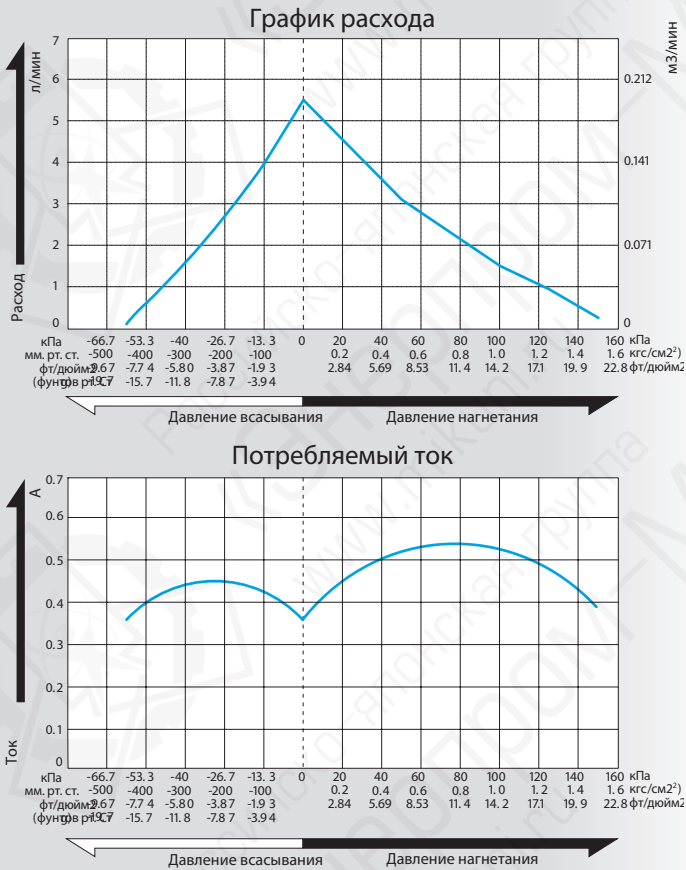 График расхода
л/мин
м3/мин
7
6
5
4
3
2
1
0
0.212
0.141
0.071
0
Расход
кПа -66.7 -53.3 -40 -26.7 -13.3 0 20 40 60 80 100 120 140 160 кПа
мм. рт. ст. -500 -400 -300 -200 -100 0.2 0.4 0.6 0.8 1.0 1.2 1.4 1.6 кгс/см2²)
фт/дюйм2 -7.74 -5.80 -3.87 -1.93 2.84 5.69 8.53 11.4 14.2 17.1 19.9 22.8 фт/дюйм2
(фунтов -15.7 -11.8 -7.87 -3.94
Давление всасывания Давление нагнетания
Потребляемый ток
А
0.7
0.6
0.5
0.4
0.3
0.2
0.1
0
Ток
кПа -66.7 -53.3 -40 -26.7 -13.3 0 20 40 60 80 100 120 140 160 кПа
мм. рт. ст. -500 -400 -300 -200 -100 0.2 0.4 0.6 0.8 1.0 1.2 1.4 1.6 кгс/см2²)
фт/дюйм2 -7.74 -5.80 -3.87 -1.93 2.84 5.69 8.53 11.4 14.2 17.1 19.9 22.8 фт/дюйм2
(фунтов -15.7 -11.8 -7.87 -3.94
Давление всасывания Давление нагнетания